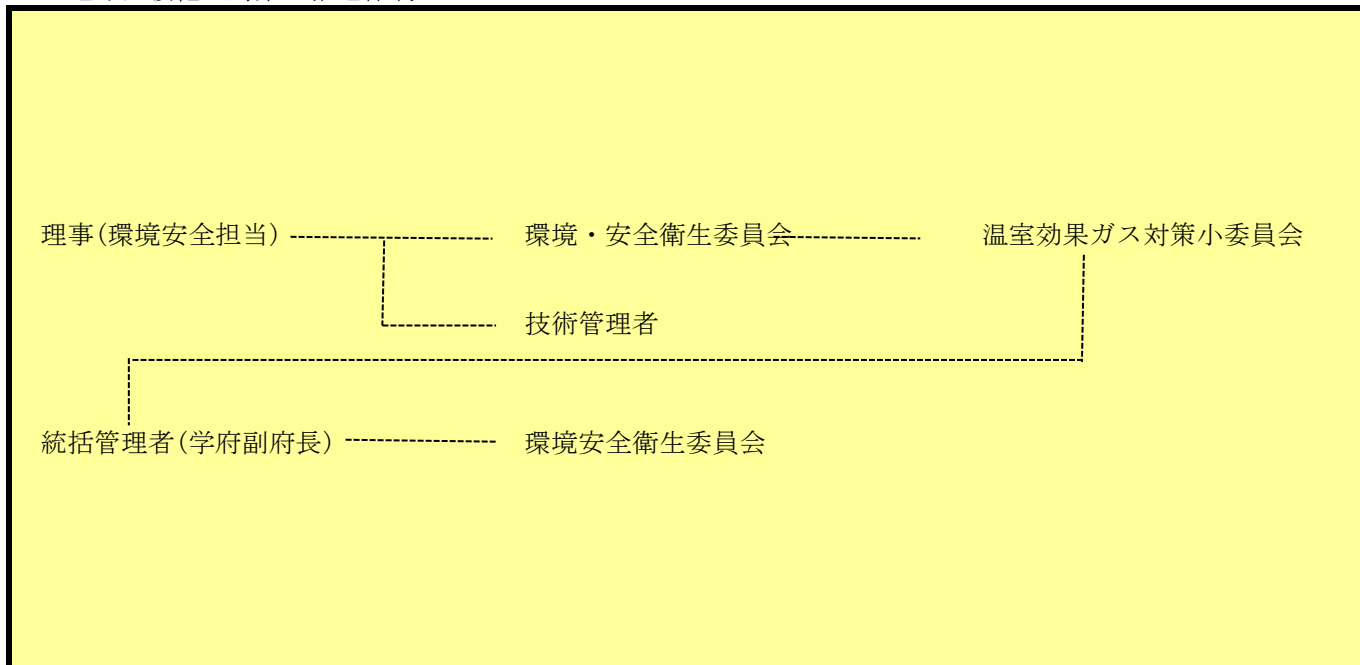 理事(環境安全担当) 環境・安全衛生委員会 温室効果ガス対策小委員会
技術管理者
統括管理者(学府副府長) 環境安全衛生委員会